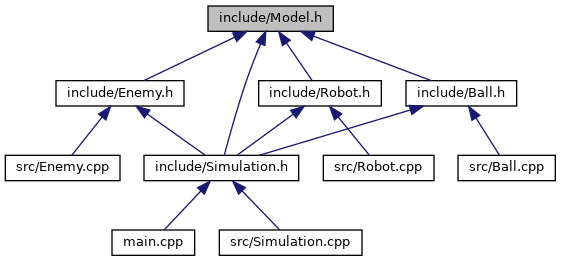 include/Model.h
include/Enemy.h
include/Robot.h
include/Ball.h
src/Enemy.cpp
include/Simulation.h
src/Robot.cpp
src/Ball.cpp
main.cpp
src/Simulation.cpp